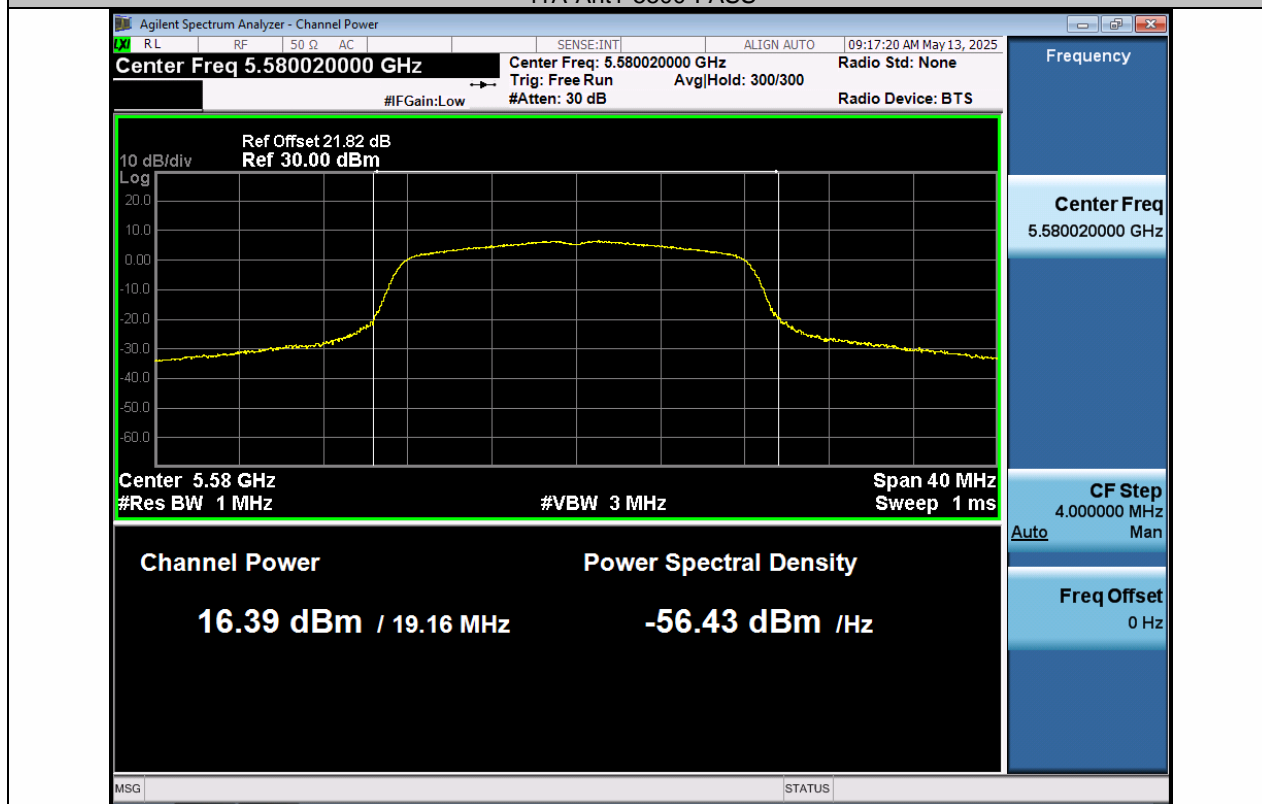 Agilent Spectrum Analyzer - Channel Power
LXI RL RF 50 Ω AC SENSE:INT ALIGN AUTO 09:17:20 AM May 13, 2025
Center Freq 5.580020000 GHz Center Freq: 5.580020000 GHz Radio Std: None
Trig: Free Run Avg|Hold: 300/300
#IFGain:Low #Atten: 30 dB Radio Device: BTS
Frequency
Ref Offset 21.82 dB
10 dB/div Ref 30.00 dBm
Log
20.0
10.0
0.00
-10.0
-20.0
-30.0
-40.0
-50.0
-60.0
Center 5.58 GHz Span 40 MHz
#Res BW 1 MHz #VBW 3 MHz Sweep 1 ms
Channel Power Power Spectral Density
16.39 dBm / 19.16 MHz -56.43 dBm /Hz
Center Freq
5.580020000 GHz
CF Step
4.000000 MHz
Auto Man
Freq Offset
0 Hz
MSG STATUS